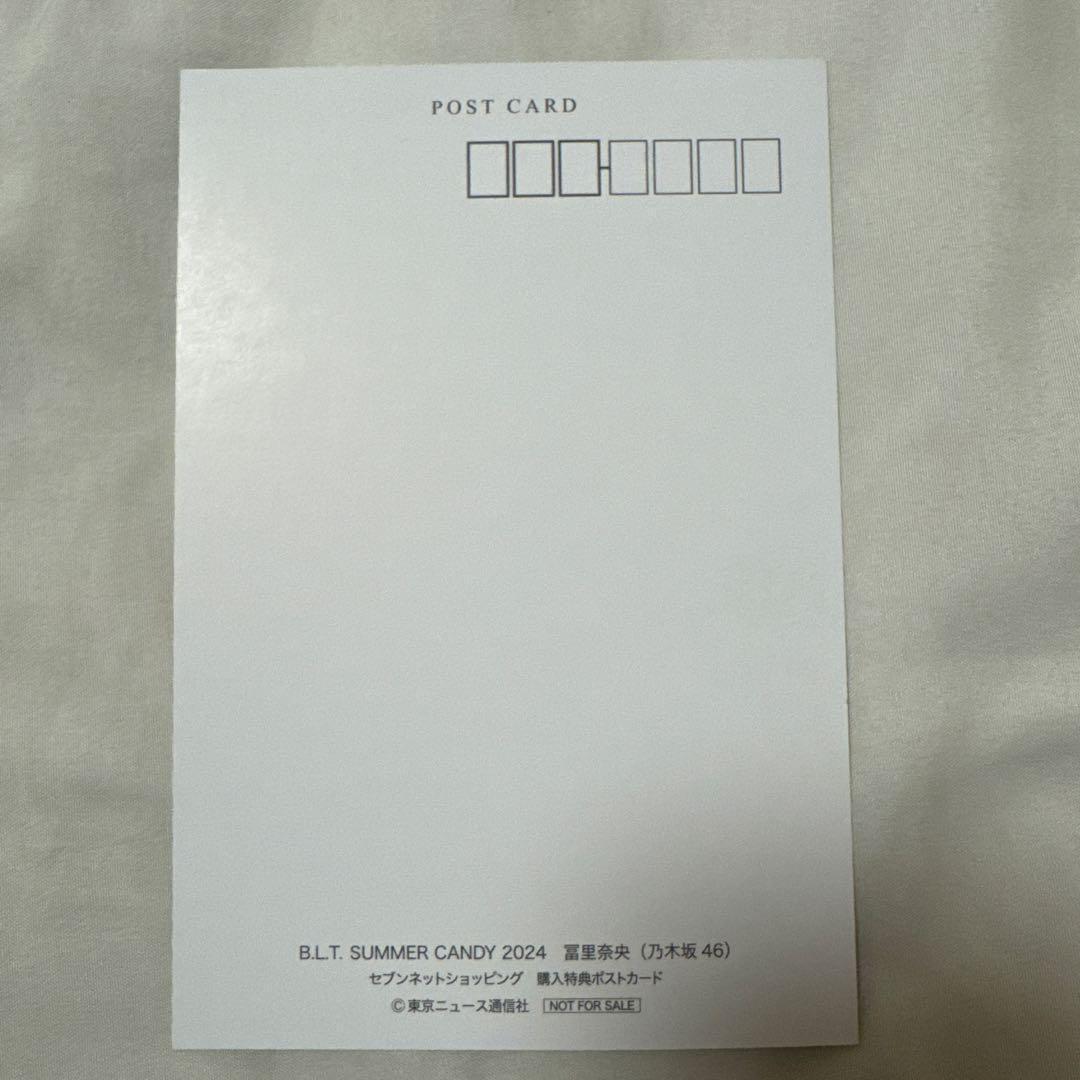 POST CARD
B.L.T. SUMMER CANDY 2024　冨里奈央（乃木坂46）
セブンネットショッピング　購入特典ポストカード
©東京ニュース通信社　NOT FOR SALE